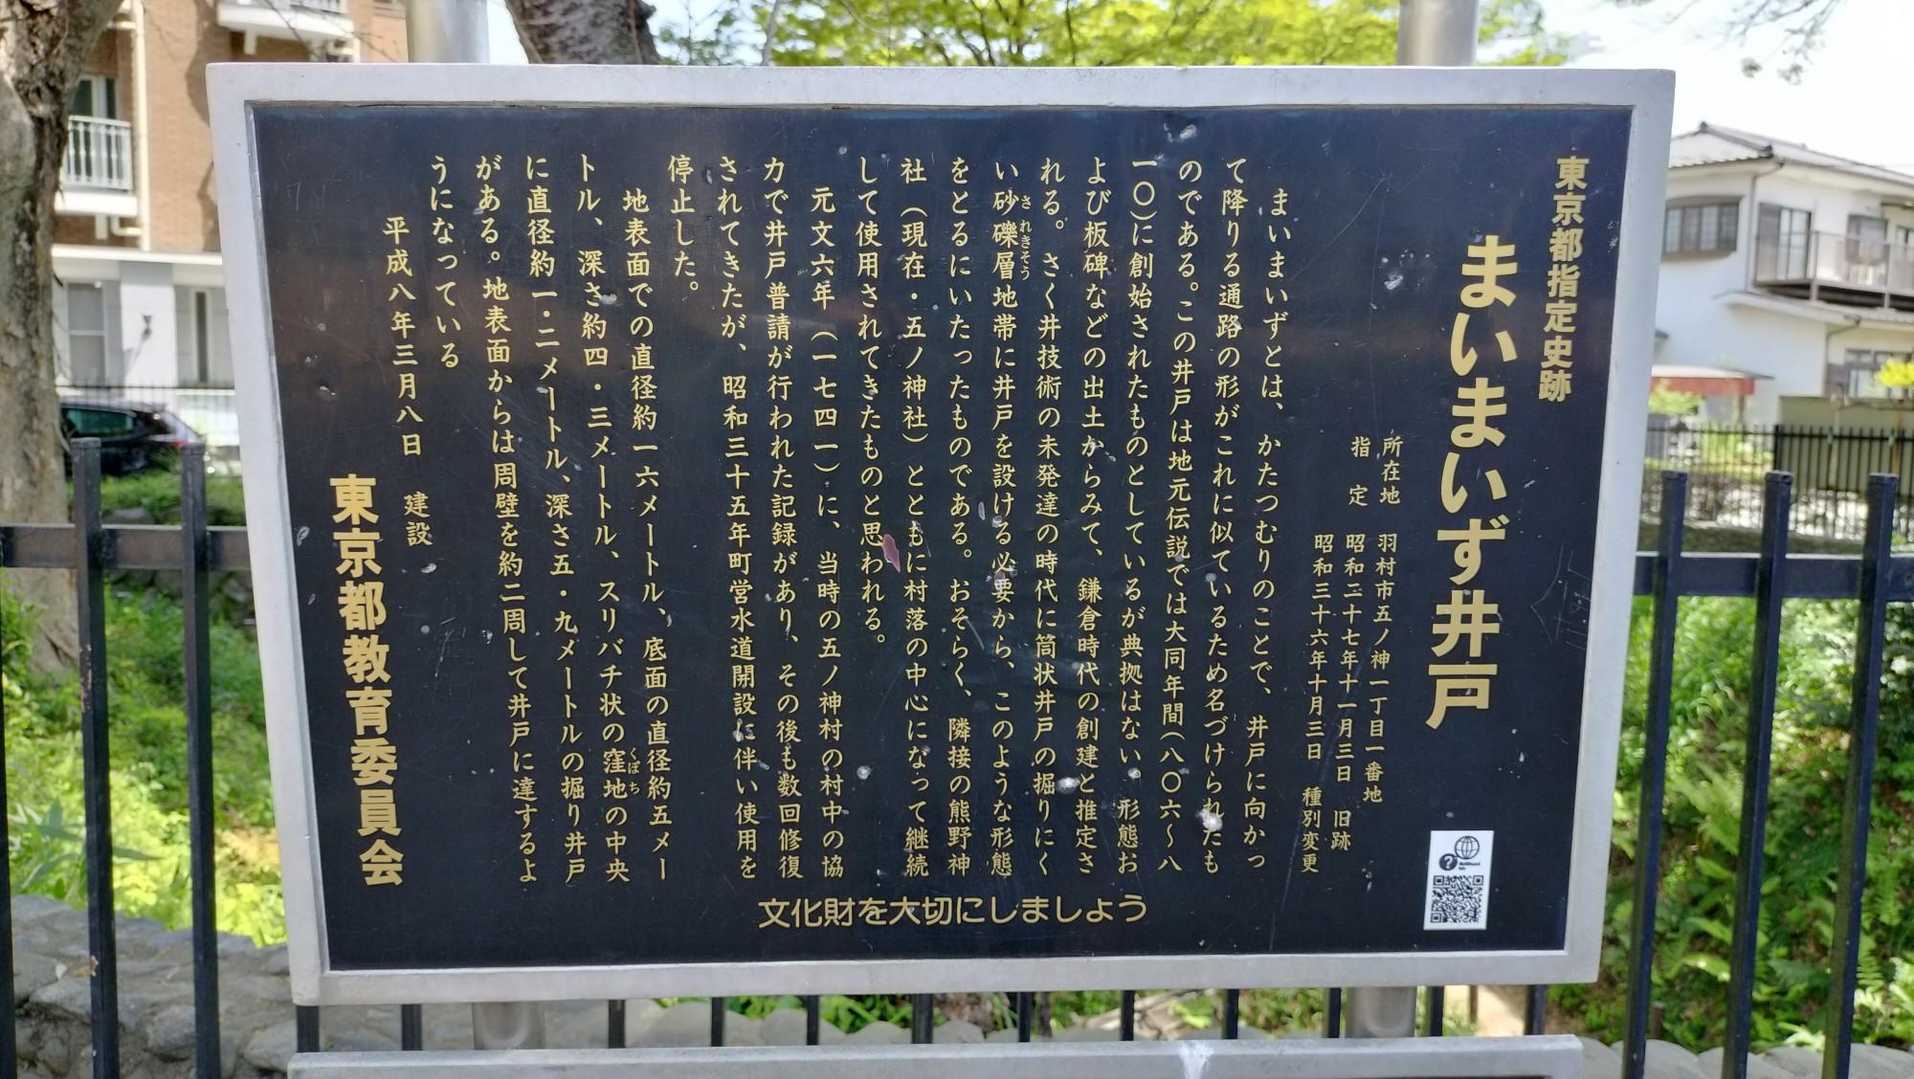 東京都指定史跡
まいまいず井戸
所在地　羽村市五ノ神一丁目一番地
指　定　昭和二十七年十一月三日　旧跡
昭和三十六年十月三日　種別変更
まいまいずとは、かたつむりのことで、井戸に向かっ
て降りる通路の形がこれに似ているため名づけられたも
のである。この井戸は地元伝説では大同年間（八〇六〜八
一〇）に創始されたものとしているが典拠はない。形態お
よび板碑などの出土からみて、鎌倉時代の創建と推定さ
れる。さく井技術の未発達の時代に筒状井戸の掘りにく
い砂礫層地帯に井戸を設ける必要から、このような形態
さ れきそう
をとるにいたったものである。おそらく、隣接の熊野神
社（現在・五ノ神社）とともに村落の中心になって継続
して使用されてきたものと思われる。
元文六年（一七四一）に、当時の五ノ神村の村中の協
力で井戸普請が行われた記録があり、その後も数回修復
されてきたが、昭和三十五年町営水道開設に伴い使用を
停止した。
地表面での直径約一六メートル、底面の直径約五メー
トル、深さ約四・三メートル、スリバチ状の窪地の中央
くぼ ち
に直径約一・二メートル、深さ五・九メートルの掘り井戸
がある。地表面からは周壁を約二周して井戸に達するよ
うになっている
平成八年三月八日　建設
東京都教育委員会
文化財を大切にしましょう